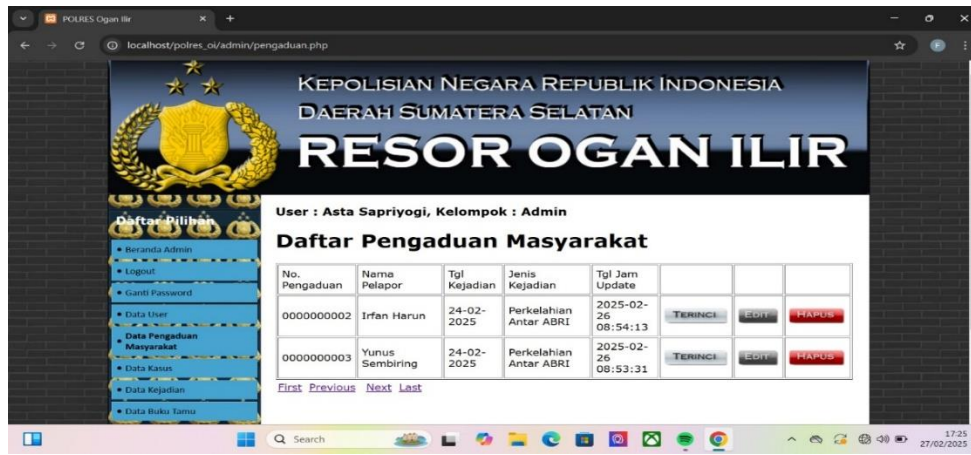 POLRES Ogan Ilir
localhost/polres_oi/admin/pengaduan.php
KEPOLISIAN NEGARA REPUBLIK INDONESIA
DAERAH SUMATERA SELATAN
RESOR OGAN ILIR
Daftar Pilihan
Beranda Admin
Logout
Ganti Password
Data User
Data Pengaduan
Masyarakat
Data Kasus
Data Kejadian
Data Buku Tamu
User : Asta Sapriyogi, Kelompok : Admin
Daftar Pengaduan Masyarakat
No. Pengaduan Nama Pelapor Tgl Kejadian Jenis Kejadian Tgl Jam Update
0000000002 Irfan Harun 24-02-2025 Perkelahian Antar ABRI 2025-02-26 08:54:13 TERINCI EDIT HAPUS
0000000003 Yunus Sembiring 24-02-2025 Perkelahian Antar ABRI 2025-02-26 08:53:31 TERINCI EDIT HAPUS
First Previous Next Last
Search
17:25
27/02/2025